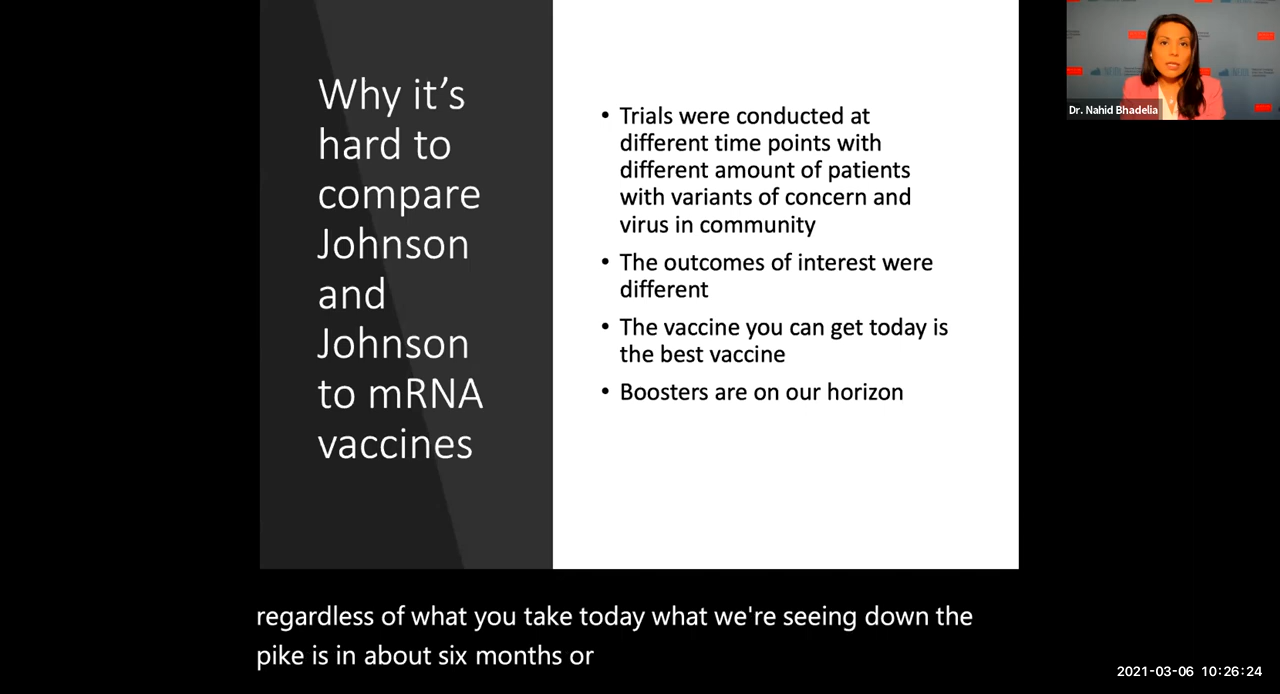 Why it's
hard to
compare
Johnson
and
Johnson
to mRNA
vaccines
• Trials were conducted at
different time points with
different amount of patients
with variants of concern and
virus in community
• The outcomes of interest were
different
• The vaccine you can get today is
the best vaccine
• Boosters are on our horizon
Dr. Nahid Bhadelia
regardless of what you take today what we're seeing down the
pike is in about six months or
2021-03-06 10:26:24